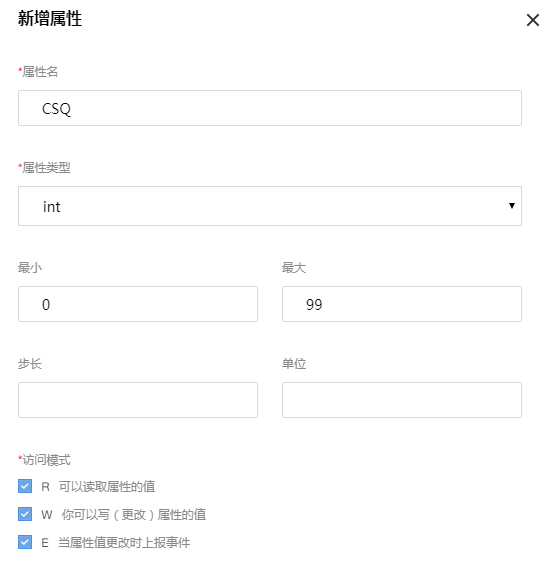 新增属性
*属性名
CSQ
*属性类型
int
最小 最大
0 99
步长 单位
*访问模式
R 可以读取属性的值
W 你可以写（更改）属性的值
E 当属性值更改时上报事件